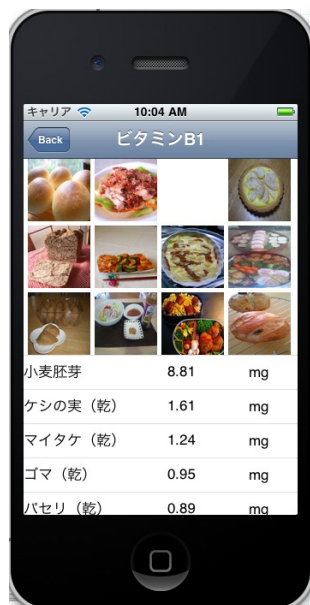 キャリア 10:04 AM
Back ビタミンB1
小麦胚芽 8.81 mg
ケシの実（乾） 1.61 mg
マイタケ（乾） 1.24 mg
ゴマ（乾） 0.95 mg
パセリ（乾） 0.89 mg